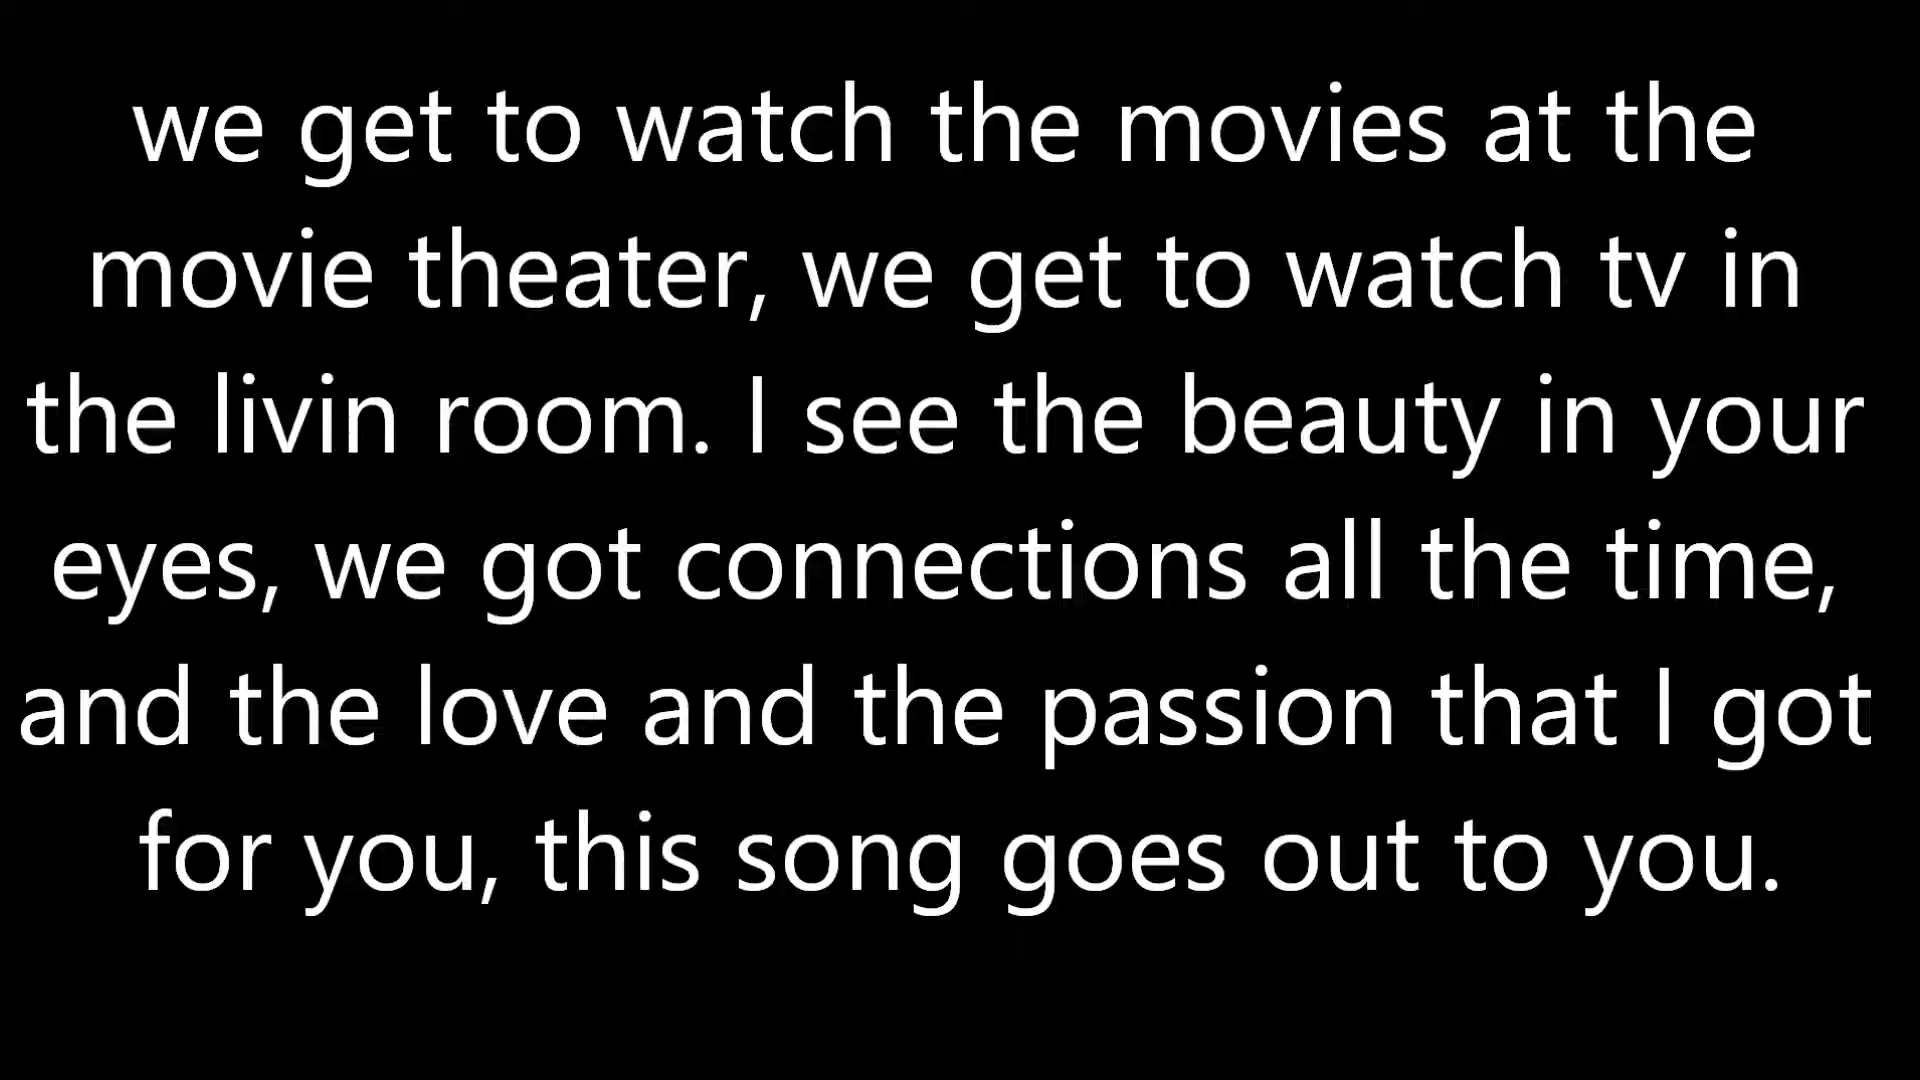 we get to watch the movies at the
movie theater, we get to watch tv in
the livin room. I see the beauty in your
eyes, we got connections all the time,
and the love and the passion that I got
for you, this song goes out to you.